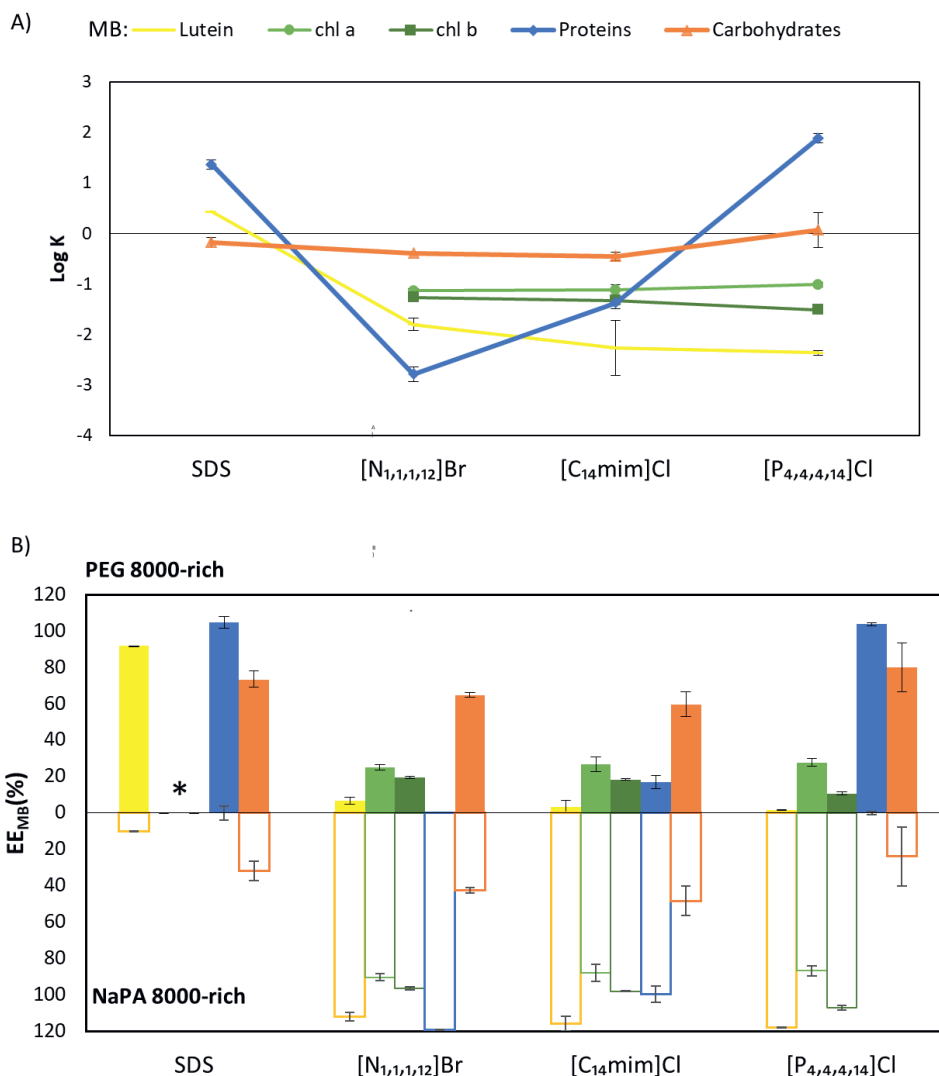 A)
MB: Lutein chl a chl b Proteins Carbohydrates
3
2
1
0
-1
-2
-3
-4
Log K
SDS [N₁,₁,₁,₁₂]Br [C₁₄mim]Cl [P₄,₄,₄,₁₄]Cl
B)
PEG 8000-rich
120
100
80
60
40
20
0
20
40
60
80
100
120
EE_MB(%)
*
NaPA 8000-rich
SDS [N₁,₁,₁,₁₂]Br [C₁₄mim]Cl [P₄,₄,₄,₁₄]Cl